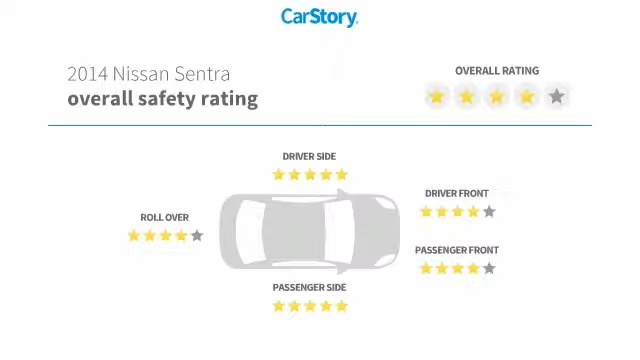 CarStory
2014 Nissan Sentra
overall safety rating
OVERALL RATING
DRIVER SIDE
DRIVER FRONT
ROLL OVER
PASSENGER FRONT
PASSENGER SIDE